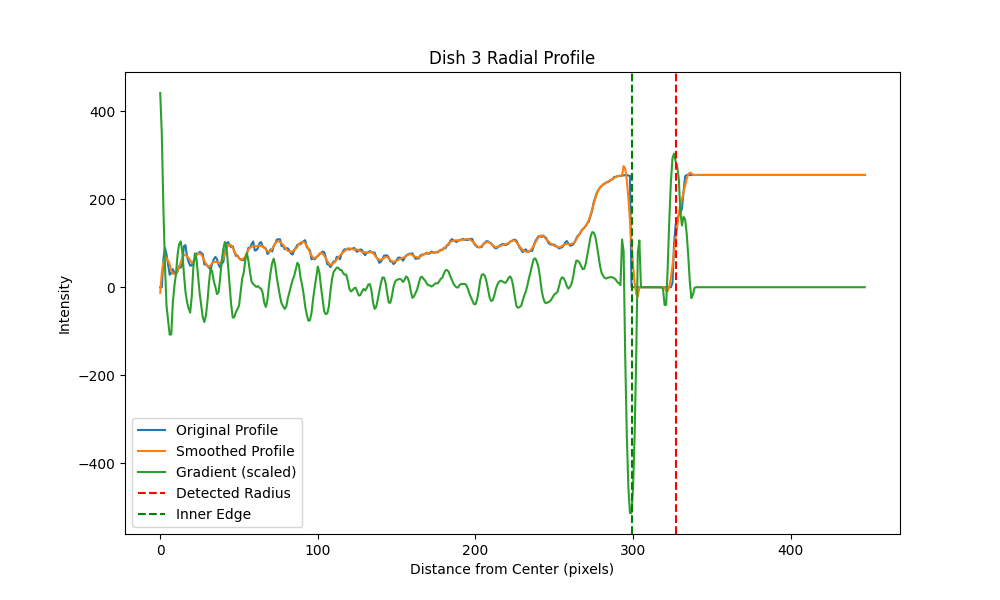 Dish 3 Radial Profile
Intensity
400
200
0
−200
−400
Original Profile
Smoothed Profile
Gradient (scaled)
Detected Radius
Inner Edge
0 100 200 300 400
Distance from Center (pixels)